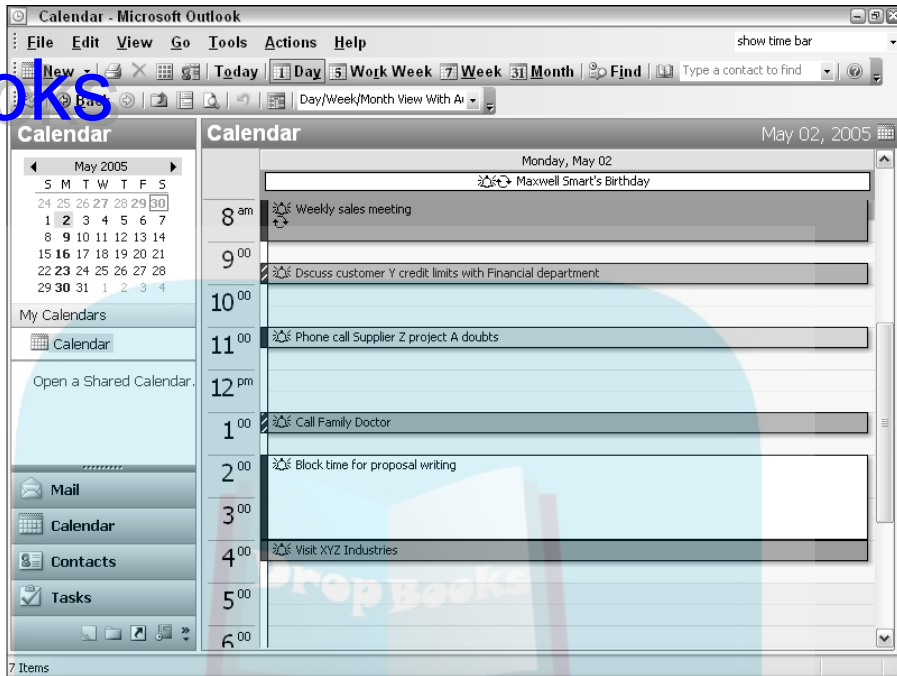 Calendar - Microsoft Outlook
File Edit View Go Tools Actions Help
show time bar
New Today 1 Day 5 Work Week 7 Week 31 Month Find Type a contact to find
Back Day/Week/Month View With Au
oks
Calendar
May 2005
S M T W T F S
24 25 26 27 28 29 30
1 2 3 4 5 6 7
8 9 10 11 12 13 14
15 16 17 18 19 20 21
22 23 24 25 26 27 28
29 30 31 1 2 3 4
My Calendars
Calendar
Open a Shared Calendar.
Mail
Calendar
Contacts
Tasks
Calendar May 02, 2005
Monday, May 02
Maxwell Smart's Birthday
8 am Weekly sales meeting
9 00
Dscuss customer Y credit limits with Financial department
10 00
11 00 Phone call Supplier Z project A doubts
12 pm
1 00 Call Family Doctor
2 00 Block time for proposal writing
3 00
4 00 Visit XYZ Industries
5 00
6 00
DropBooks
7 Items